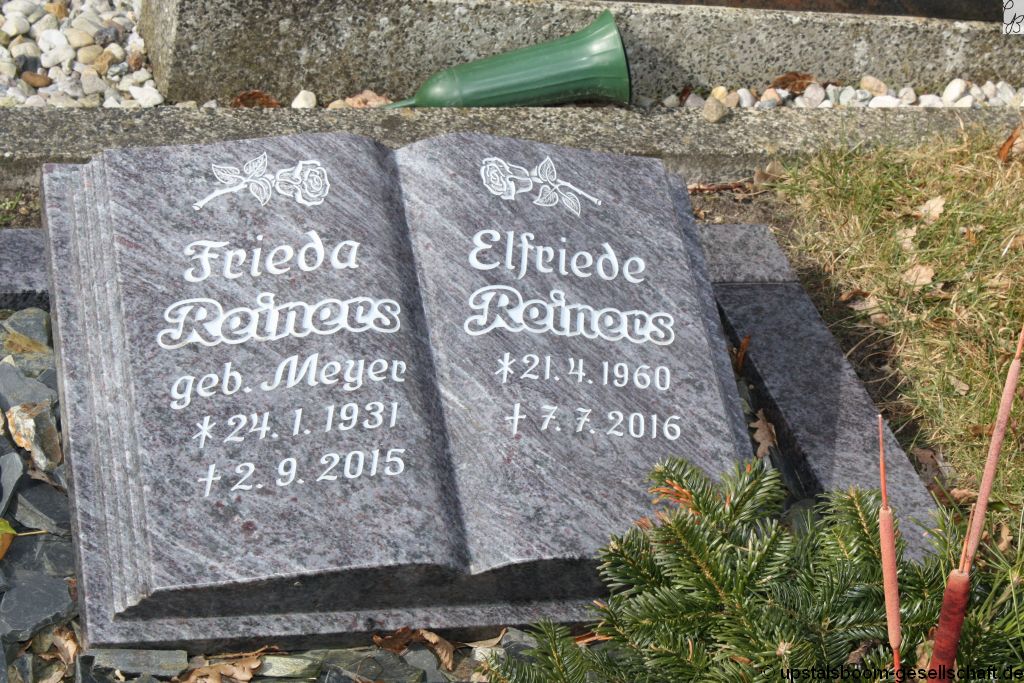 Frieda
Reiners
geb. Meyer
* 24. 1. 1931
† 2. 9. 2015
Elfriede
Reiners
* 21. 4. 1960
† 7. 7. 2016
© upstalsboom-gesellschaft.de